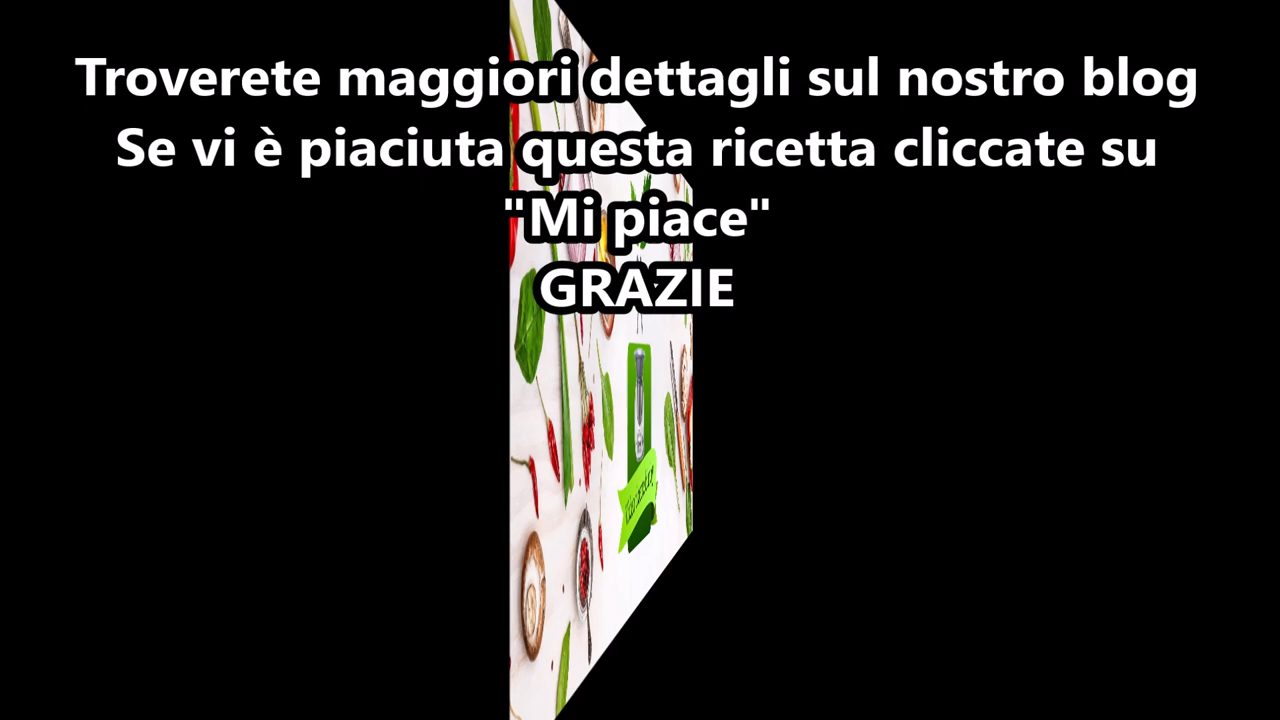 Troverete maggiori dettagli sul nostro blog
Se vi è piaciuta questa ricetta cliccate su
"Mi piace"
GRAZIE